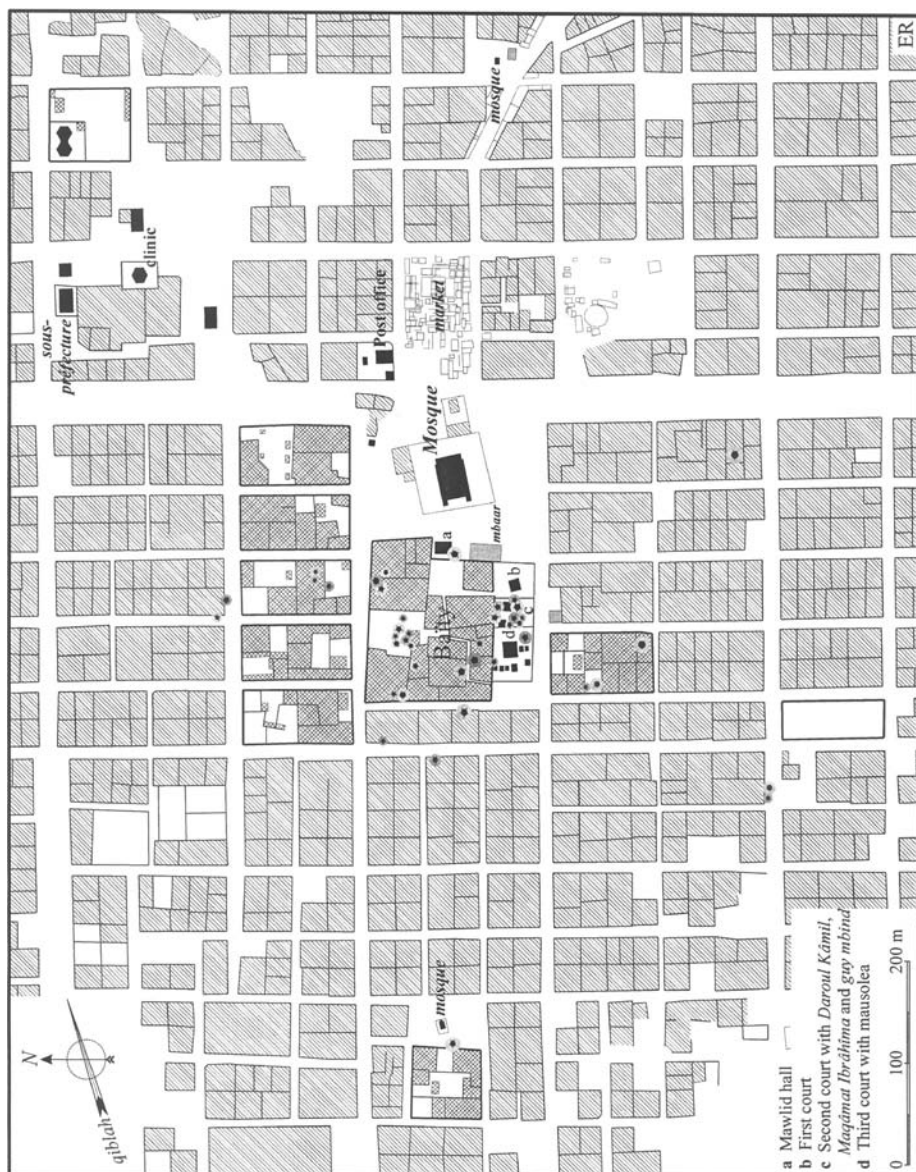 N
qiblah
sous-
préfecture
clinic
Post office
market
mosque
Mosque
mbaar
a
Baïty
b
c
d
mosque
a Mawlid hall
b First court
c Second court with Daroul Kâmil,
Maqâmat Ibrâhîma and guy mbind
d Third court with mausolea
0 100 200 m
ER